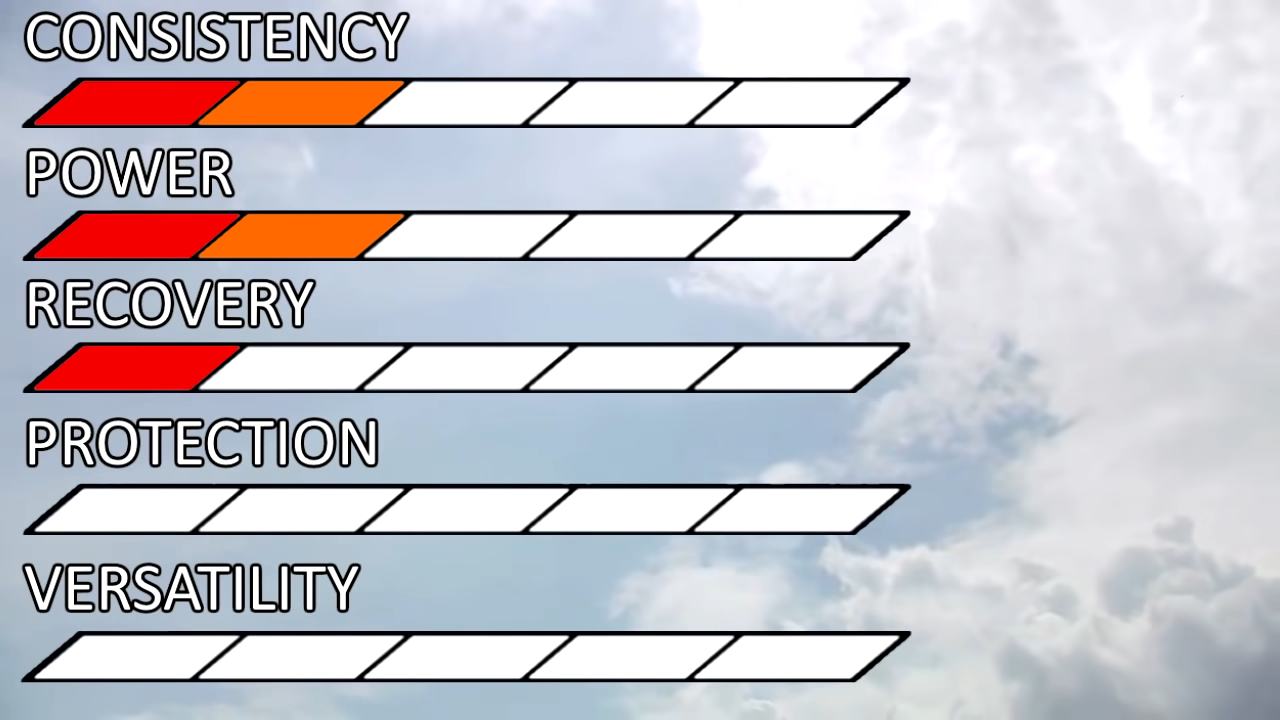 CONSISTENCY
POWER
RECOVERY
PROTECTION
VERSATILITY